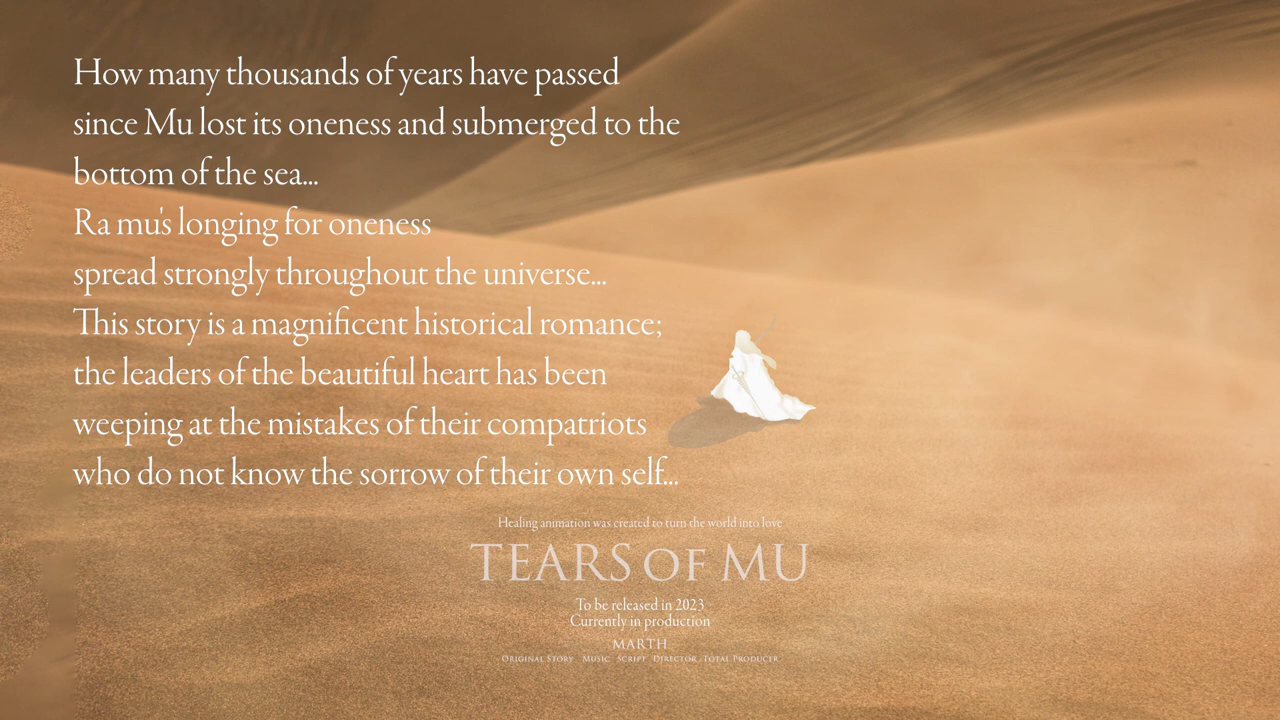 How many thousands of years have passed
since Mu lost its oneness and submerged to the
bottom of the sea...
Ra mu's longing for oneness
spread strongly throughout the universe...
This story is a magnificent historical romance;
the leaders of the beautiful heart has been
weeping at the mistakes of their compatriots
who do not know the sorrow of their own self...
Healing animation was created to turn the world into love
TEARS OF MU
To be released in 2023
Currently in production
MARTH
ORIGINAL STORY MUSIC SCRIPT DIRECTOR TOTAL PRODUCER